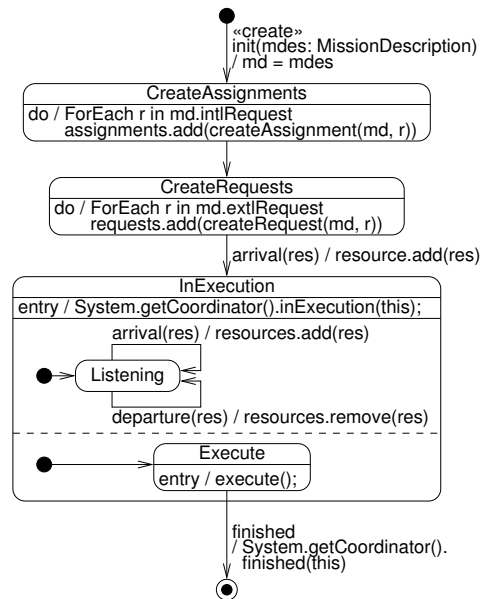 «create»
init(mdes: MissionDescription)
/ md = mdes
CreateAssignments
do / ForEach r in md.intlRequest
assignments.add(createAssignment(md, r))
CreateRequests
do / ForEach r in md.extlRequest
requests.add(createRequest(md, r))
arrival(res) / resource.add(res)
InExecution
entry / System.getCoordinator().inExecution(this);
arrival(res) / resources.add(res)
Listening
departure(res) / resources.remove(res)
Execute
entry / execute();
finished
/ System.getCoordinator().
finished(this)